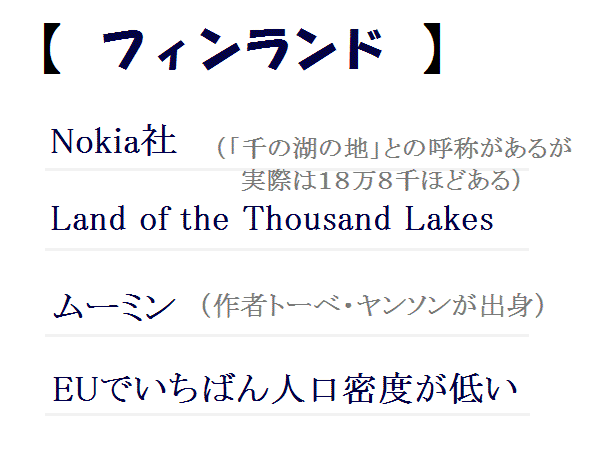 【 フィンランド 】
Nokia社
（「千の湖の地」との呼称があるが
実際は１８万８千ほどある）
Land of the Thousand Lakes
ムーミン （作者トーベ・ヤンソンが出身）
EUでいちばん人口密度が低い